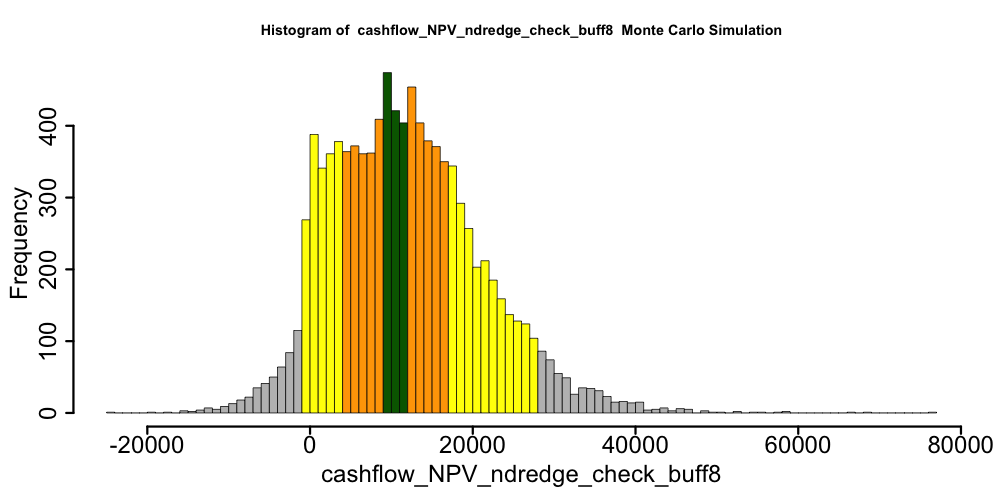 Histogram of  cashflow_NPV_ndredge_check_buff8  Monte Carlo Simulation
Frequency
400
300
200
100
0
-20000 0 20000 40000 60000 80000
cashflow_NPV_ndredge_check_buff8